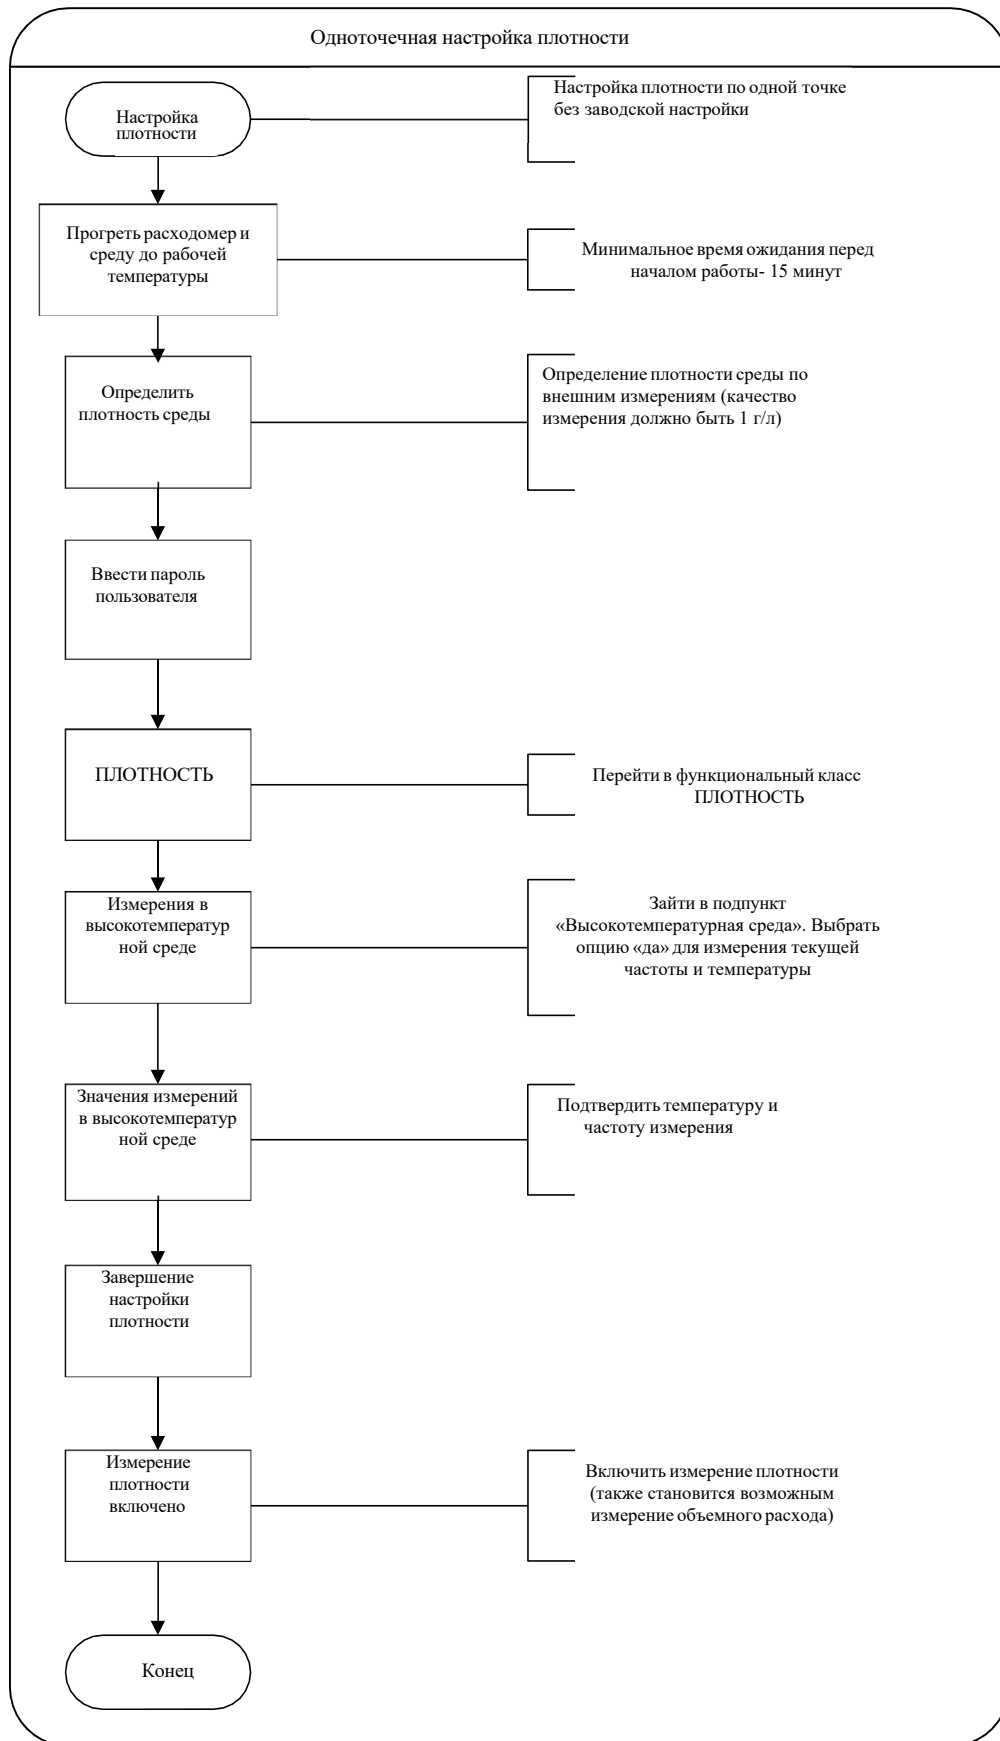 Одноточечная настройка плотности
Настройка
плотности
Настройка плотности по одной точке
без заводской настройки
Прогреть расходомер и
среду до рабочей
температуры
Минимальное время ожидания перед
началом работы- 15 минут
Определить
плотность среды
Определение плотности среды по
внешним измерениям (качество
измерения должно быть 1 г/л)
Ввести пароль
пользователя
ПЛОТНОСТЬ
Перейти в функциональный класс
ПЛОТНОСТЬ
Измерения в
высокотемператур
ной среде
Зайти в подпункт
«Высокотемпературная среда». Выбрать
опцию «да» для измерения текущей
частоты и температуры
Значения измерений
в высокотемператур
ной среде
Подтвердить температуру и
частоту измерения
Завершение
настройки
плотности
Измерение
плотности
включено
Включить измерение плотности
(также становится возможным
измерение объемного расхода)
Конец